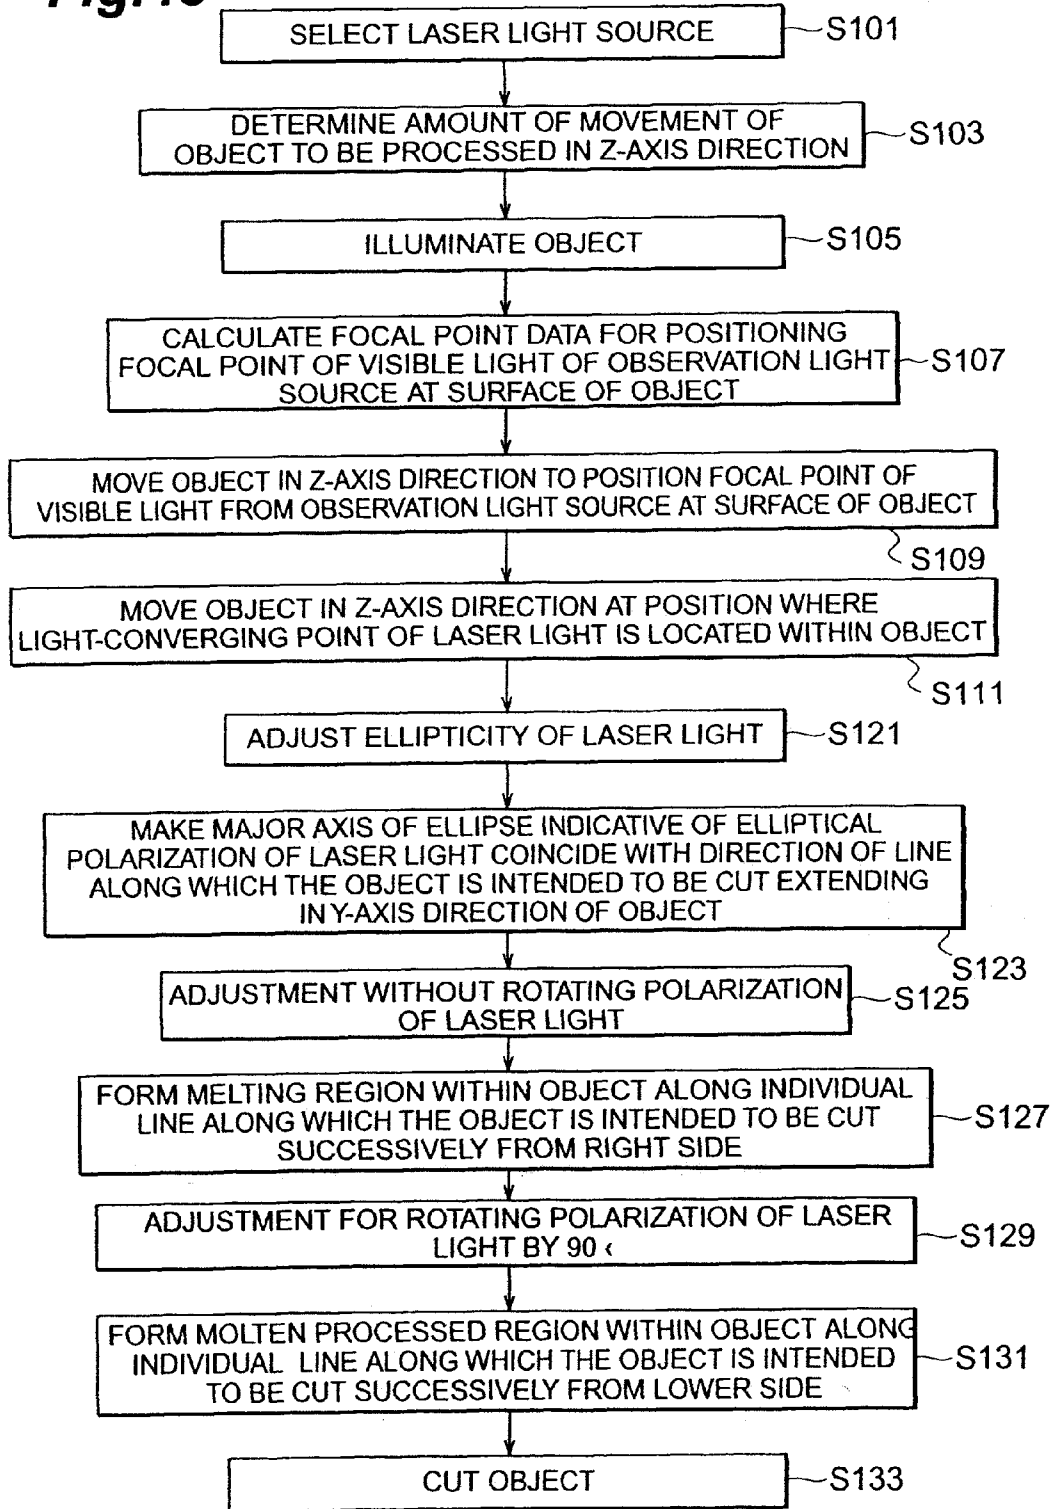 SELECT LASER LIGHT SOURCE
S101
DETERMINE AMOUNT OF MOVEMENT OF
OBJECT TO BE PROCESSED IN Z-AXIS DIRECTION
S103
ILLUMINATE OBJECT
S105
CALCULATE FOCAL POINT DATA FOR POSITIONING
FOCAL POINT OF VISIBLE LIGHT OF OBSERVATION LIGHT
SOURCE AT SURFACE OF OBJECT
S107
MOVE OBJECT IN Z-AXIS DIRECTION TO POSITION FOCAL POINT OF
VISIBLE LIGHT FROM OBSERVATION LIGHT SOURCE AT SURFACE OF OBJECT
S109
MOVE OBJECT IN Z-AXIS DIRECTION AT POSITION WHERE
LIGHT-CONVERGING POINT OF LASER LIGHT IS LOCATED WITHIN OBJECT
S111
ADJUST ELLIPTICITY OF LASER LIGHT
S121
MAKE MAJOR AXIS OF ELLIPSE INDICATIVE OF ELLIPTICAL
POLARIZATION OF LASER LIGHT COINCIDE WITH DIRECTION OF LINE
ALONG WHICH THE OBJECT IS INTENDED TO BE CUT EXTENDING
IN Y-AXIS DIRECTION OF OBJECT
S123
ADJUSTMENT WITHOUT ROTATING POLARIZATION
OF LASER LIGHT
S125
FORM MELTING REGION WITHIN OBJECT ALONG INDIVIDUAL
LINE ALONG WHICH THE OBJECT IS INTENDED TO BE CUT
SUCCESSIVELY FROM RIGHT SIDE
S127
ADJUSTMENT FOR ROTATING POLARIZATION OF LASER
LIGHT BY 90 ‹
S129
FORM MOLTEN PROCESSED REGION WITHIN OBJECT ALONG
INDIVIDUAL LINE ALONG WHICH THE OBJECT IS INTENDED
TO BE CUT SUCCESSIVELY FROM LOWER SIDE
S131
CUT OBJECT
S133